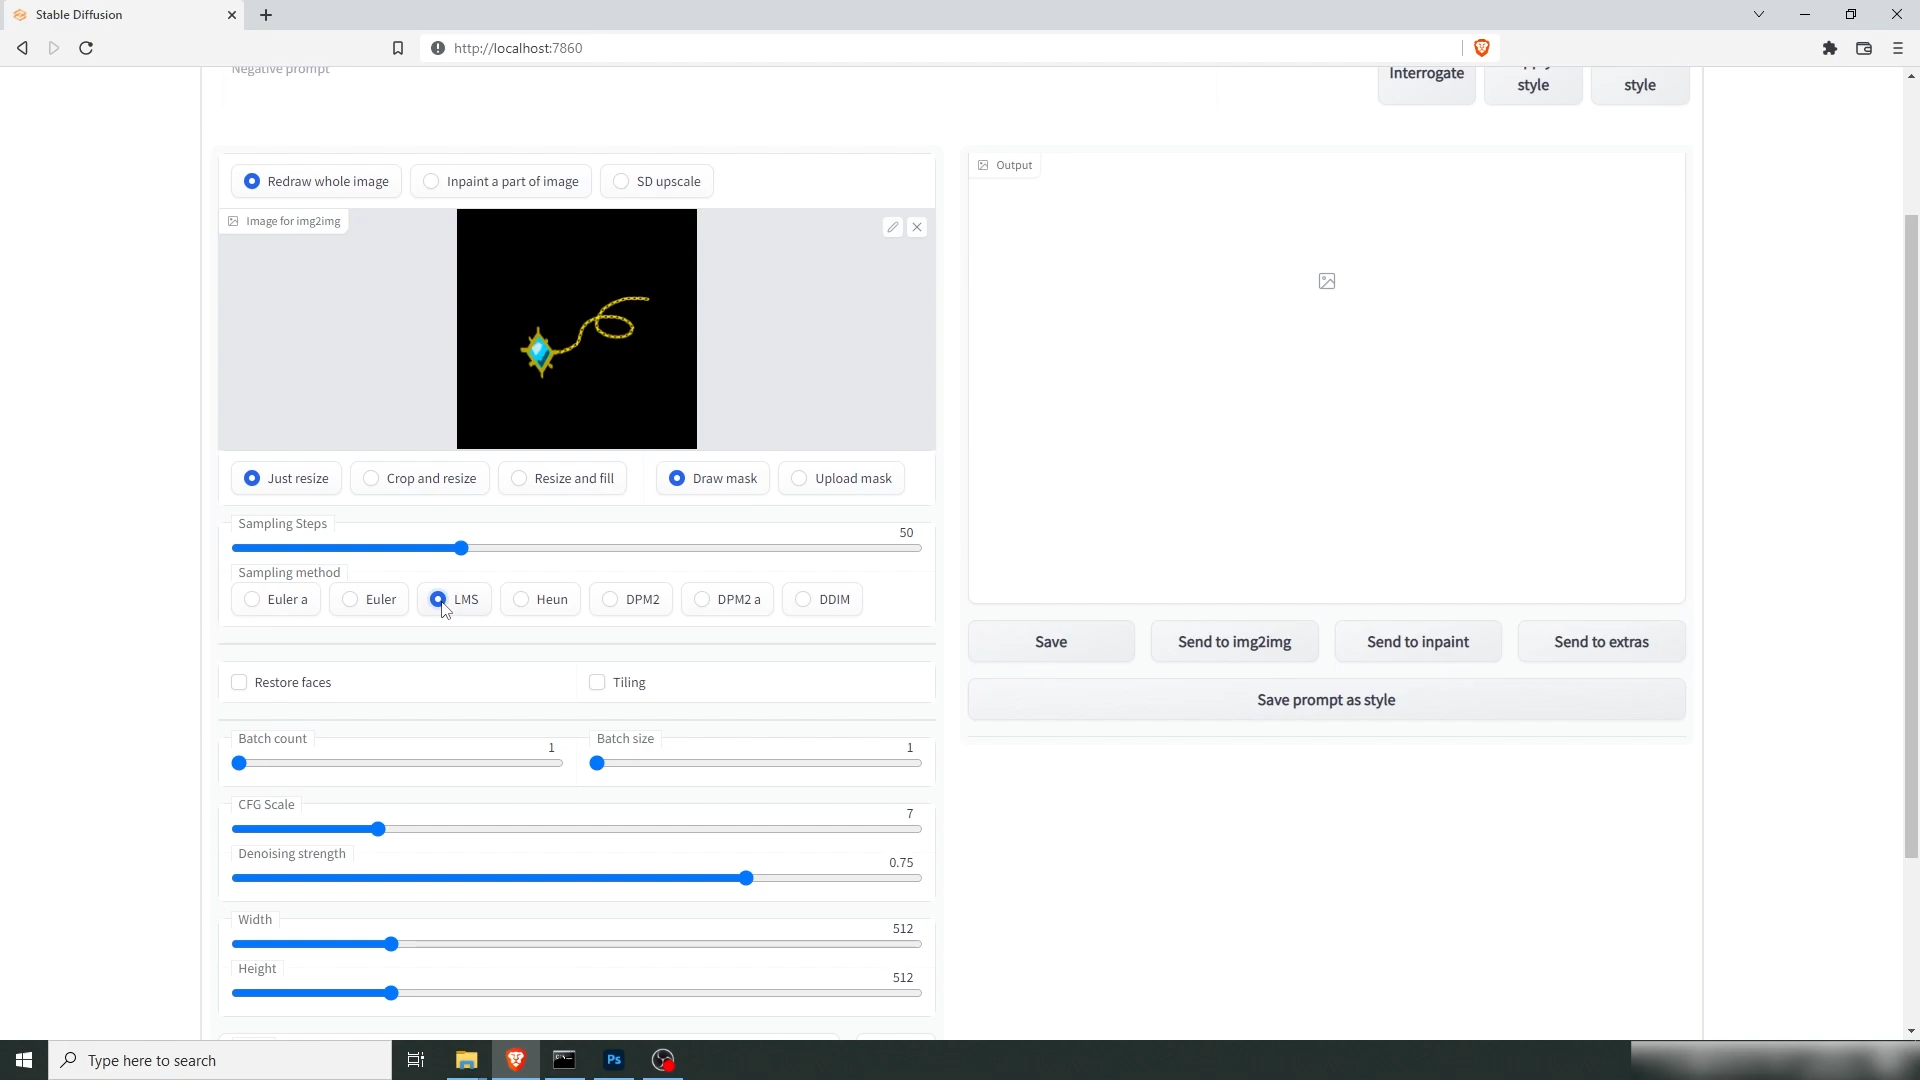 Stable Diffusion
http://localhost:7860
Negative prompt
Interrogate
style
style
Redraw whole image
Inpaint a part of image
SD upscale
Image for img2img
Output
Just resize
Crop and resize
Resize and fill
Draw mask
Upload mask
Sampling Steps
50
Sampling method
Euler a
Euler
LMS
Heun
DPM2
DPM2 a
DDIM
Save
Send to img2img
Send to inpaint
Send to extras
Restore faces
Tiling
Save prompt as style
Batch count
1
Batch size
1
CFG Scale
7
Denoising strength
0.75
Width
512
Height
512
Type here to search
Ps